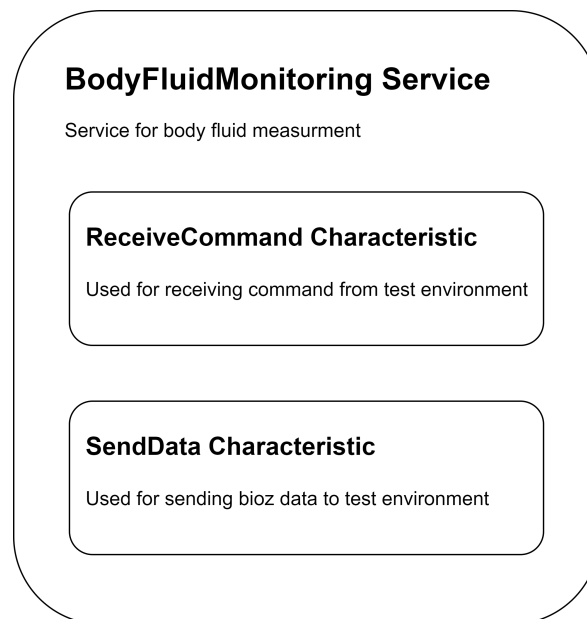 BodyFluidMonitoring Service
Service for body fluid measurment
ReceiveCommand Characteristic
Used for receiving command from test environment
SendData Characteristic
Used for sending bioz data to test environment